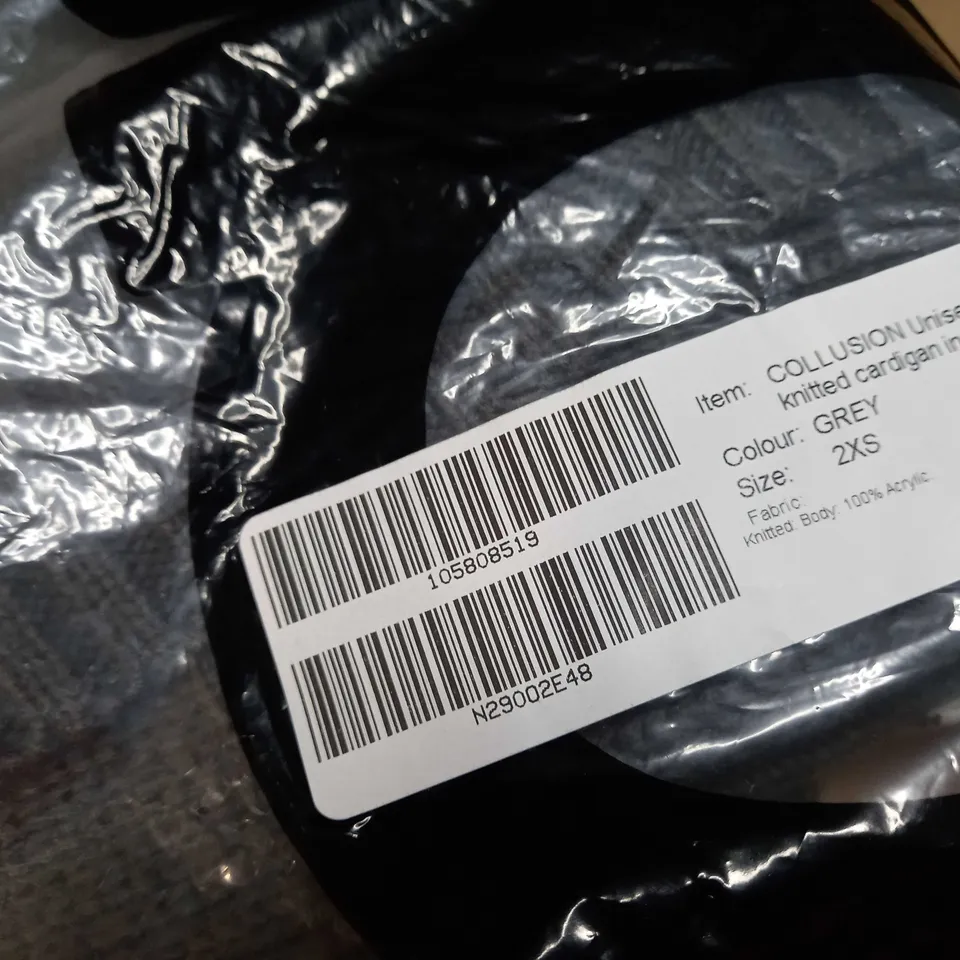 105808519
N29002E48
Item: COLLUSION Unise
knitted cardigan in
Colour: GREY
Size: 2XS
Fabric:
Knitted: Body: 100% Acrylic.